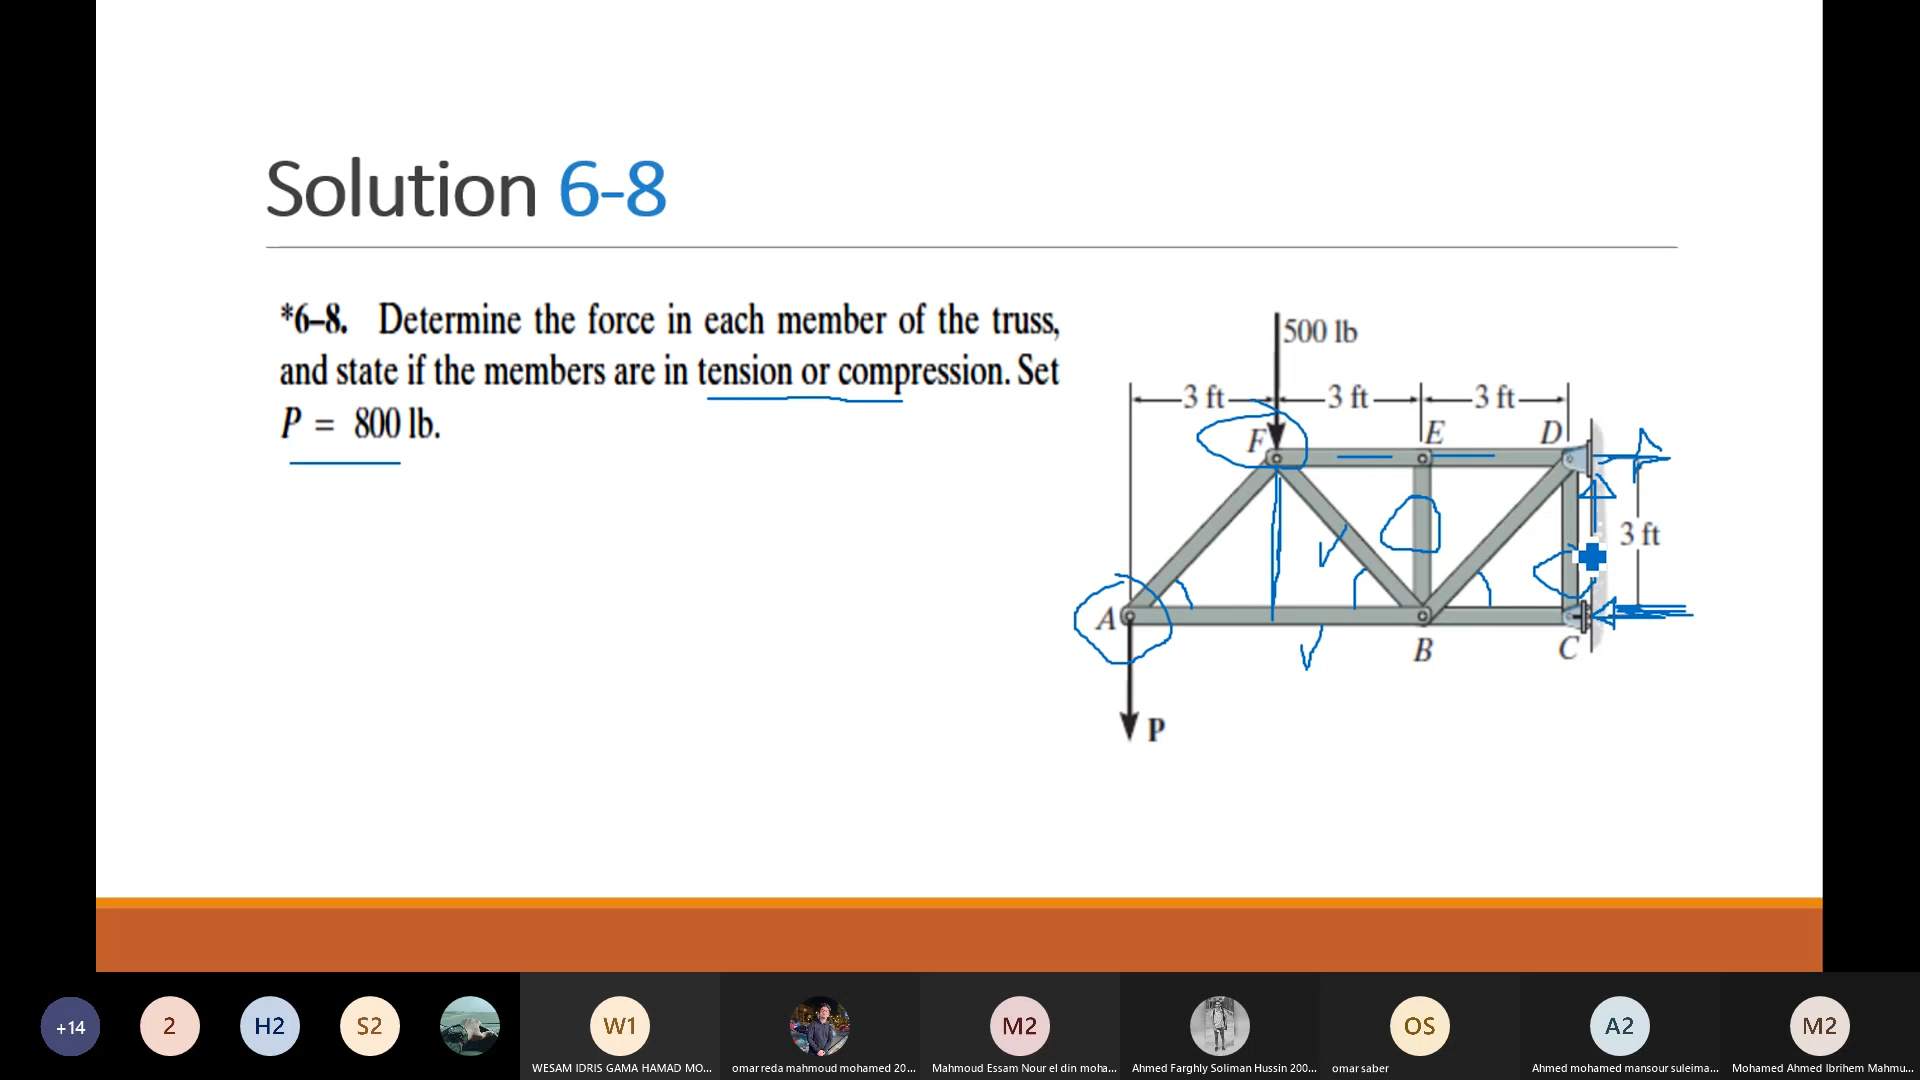 Solution 6-8
*6–8. Determine the force in each member of the truss,
and state if the members are in tension or compression. Set
P = 800 lb.
500 lb
3 ft
3 ft
3 ft
F
E
D
3 ft
A
B
C
P
+14
2
H2
S2
W1
M2
OS
A2
M2
WESAM IDRIS GAMA HAMAD MO...
omar reda mahmoud mohamed 20...
Mahmoud Essam Nour el din moha...
Ahmed Farghly Soliman Hussin 200...
omar saber
Ahmed mohamed mansour suleima...
Mohamed Ahmed Ibrihem Mahmu...